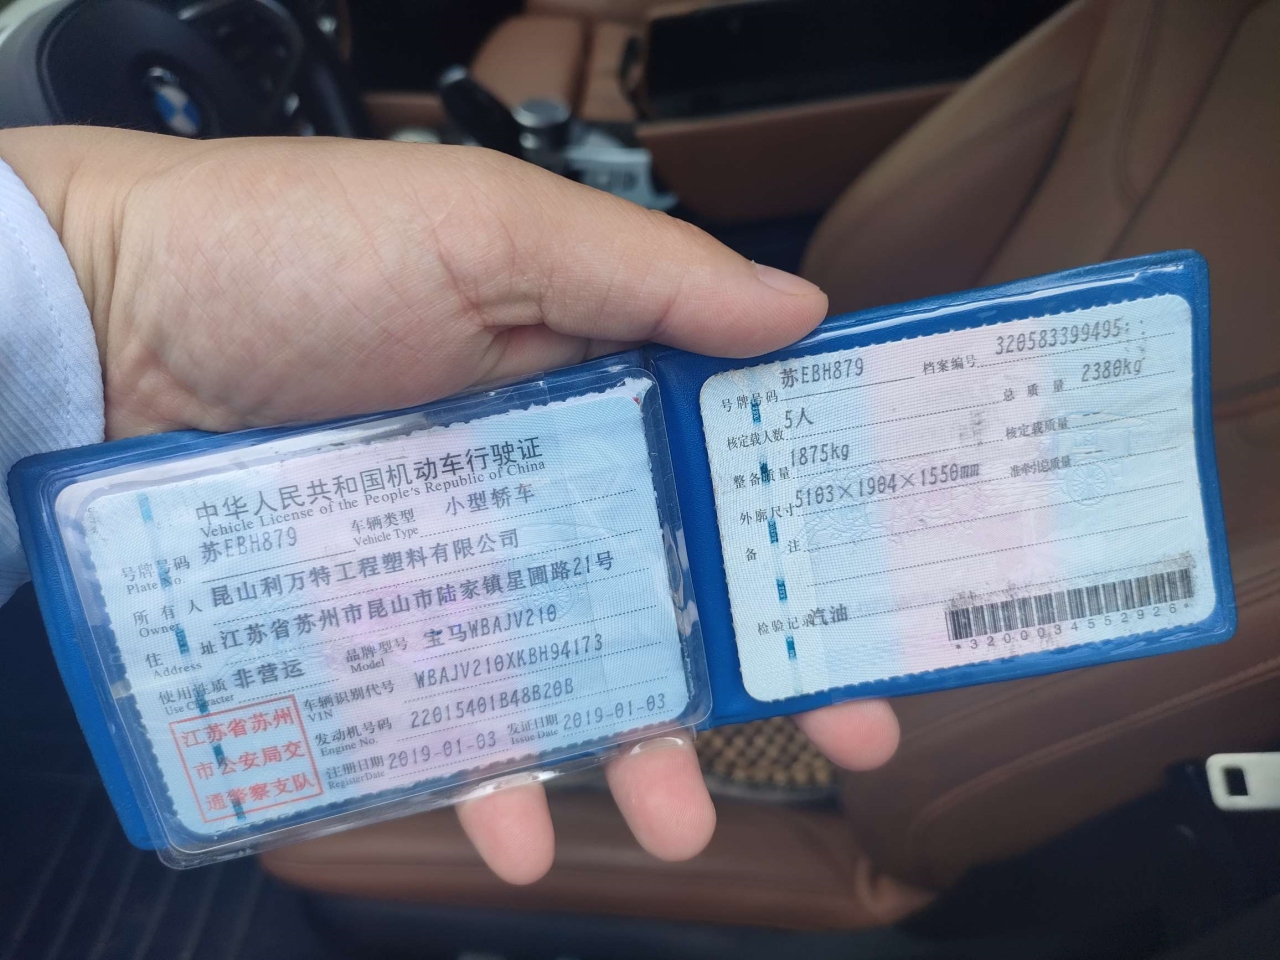 中华人民共和国机动车行驶证
Vehicle License of the People's Republic of China
号牌号码 苏EBH879 车辆类型 小型轿车
Plate No. Vehicle Type
所有人 昆山利万特工程塑料有限公司
Owner
住址 江苏省苏州市昆山市陆家镇星圃路21号
Address
使用性质 非营运 品牌型号 宝马WBAJV210
Use Character Model
车辆识别代号 WBAJV210XKBH94173
VIN
发动机号码 22015401B48B20B
Engine No.
注册日期 2019-01-03 发证日期 2019-01-03
Register Date Issue Date
江苏省苏州
市公安局交
通警察支队
号牌号码 苏EBH879 档案编号 320583399495
核定载人数 5人 总质量 2380kg
整备质量 1875kg 核定载质量
外廓尺寸 5103×1904×1550mm 准牵引总质量
备注
检验记录 汽油
*3200034552926*